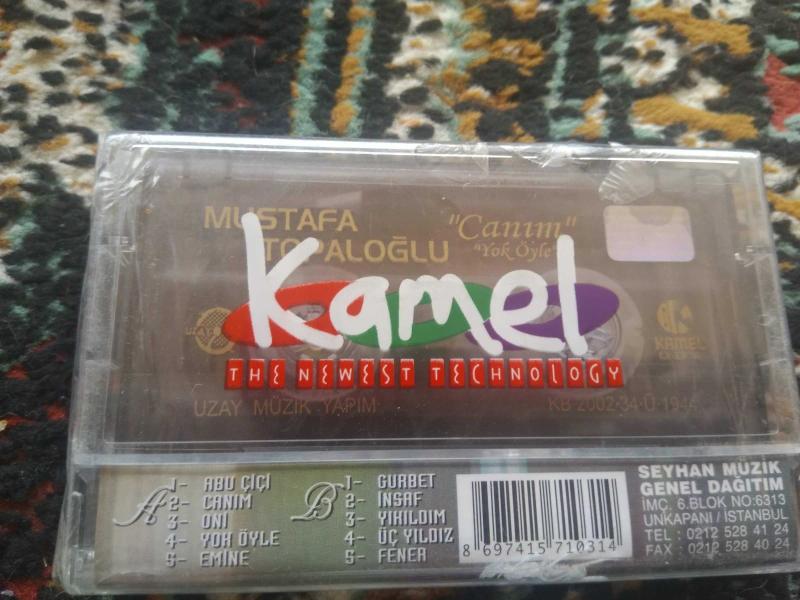 MUSTAFA
TOPALOĞLU
"Canım"
"Yok Öyle"
Kamel
THE NEWEST TECHNOLOGY
UZAY
KAMEL
UZAY MÜZİK YAPIM
KB 2002-34-Ü-1944
A
1- ABU ÇİÇİ
2- CANIM
3- ONI
4- YOK ÖYLE
5- EMİNE
B
1- GURBET
2- İNSAF
3- YIKILDIM
4- ÜÇ YILDIZ
5- FENER
8 697415 710314
SEYHAN MÜZİK
GENEL DAĞITIM
İMÇ. 6.BLOK NO:6313
UNKAPANI / İSTANBUL
TEL : 0212 528 41 24
FAX : 0212 528 40 24